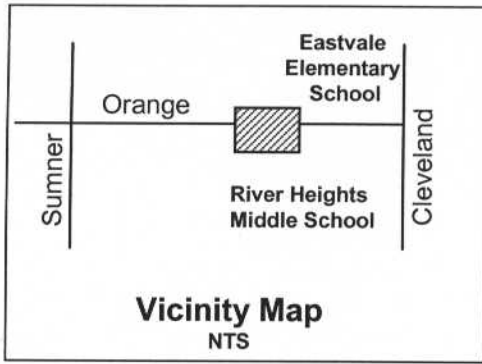 Eastvale
Elementary
School
Orange
Sumner
Cleveland
River Heights
Middle School
Vicinity Map
NTS